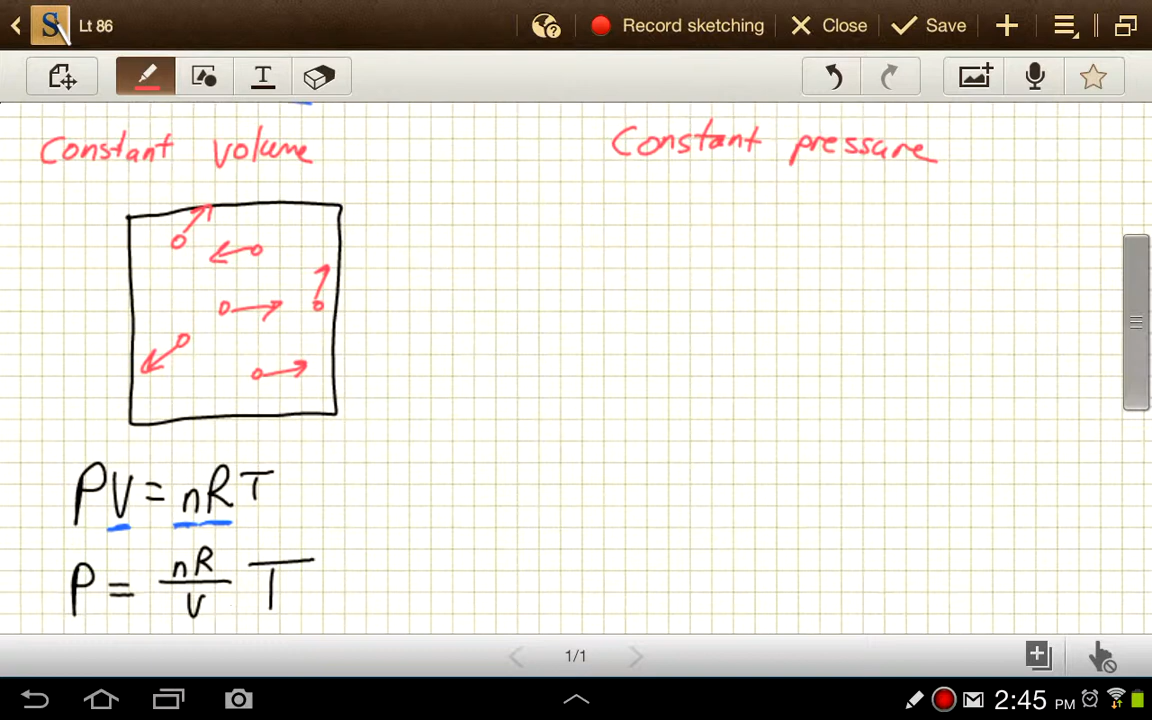 S Lt 86 Record sketching Close Save
T
Constant volume
Constant pressure
PV = nRT
P = nR/V T
1/1
2:45 PM